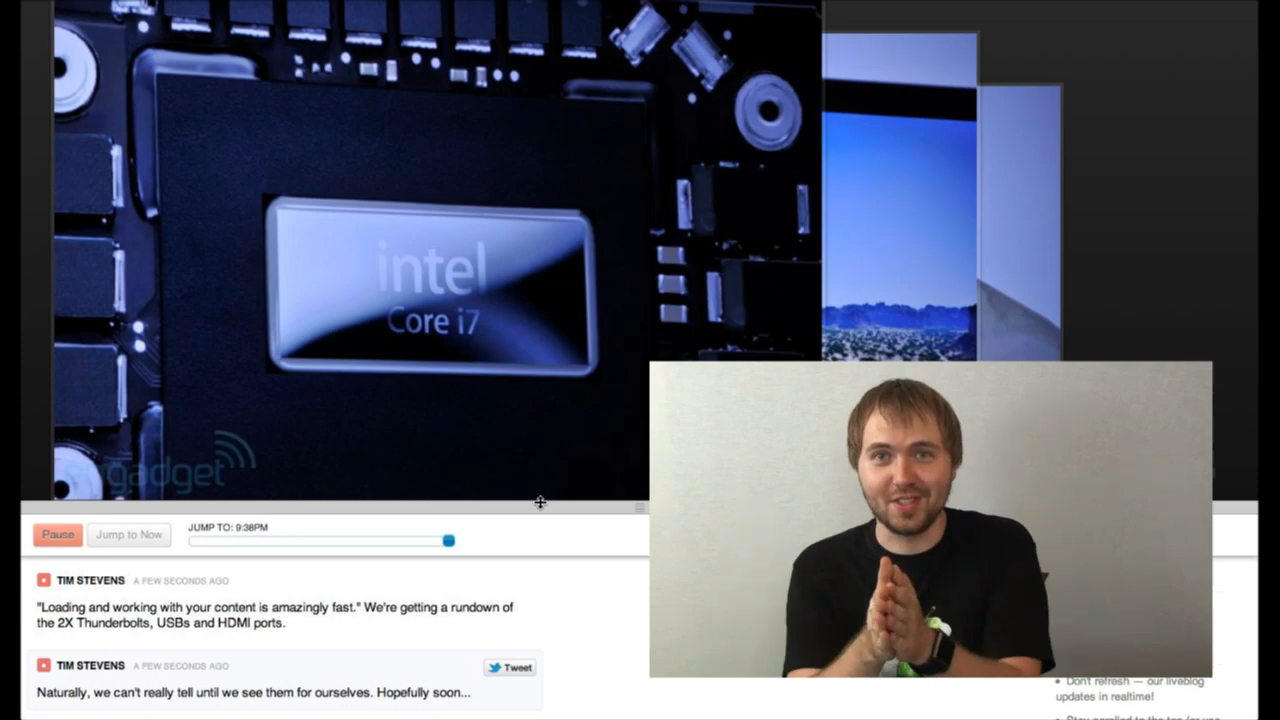 intel
Core i7
engadget
Pause
Jump to Now
JUMP TO: 9:38PM
TIM STEVENS A FEW SECONDS AGO
"Loading and working with your content is amazingly fast." We're getting a rundown of
the 2X Thunderbolts, USBs and HDMI ports.
TIM STEVENS A FEW SECONDS AGO
Tweet
Naturally, we can't really tell until we see them for ourselves. Hopefully soon...
Don't refresh — our liveblog
updates in realtime!